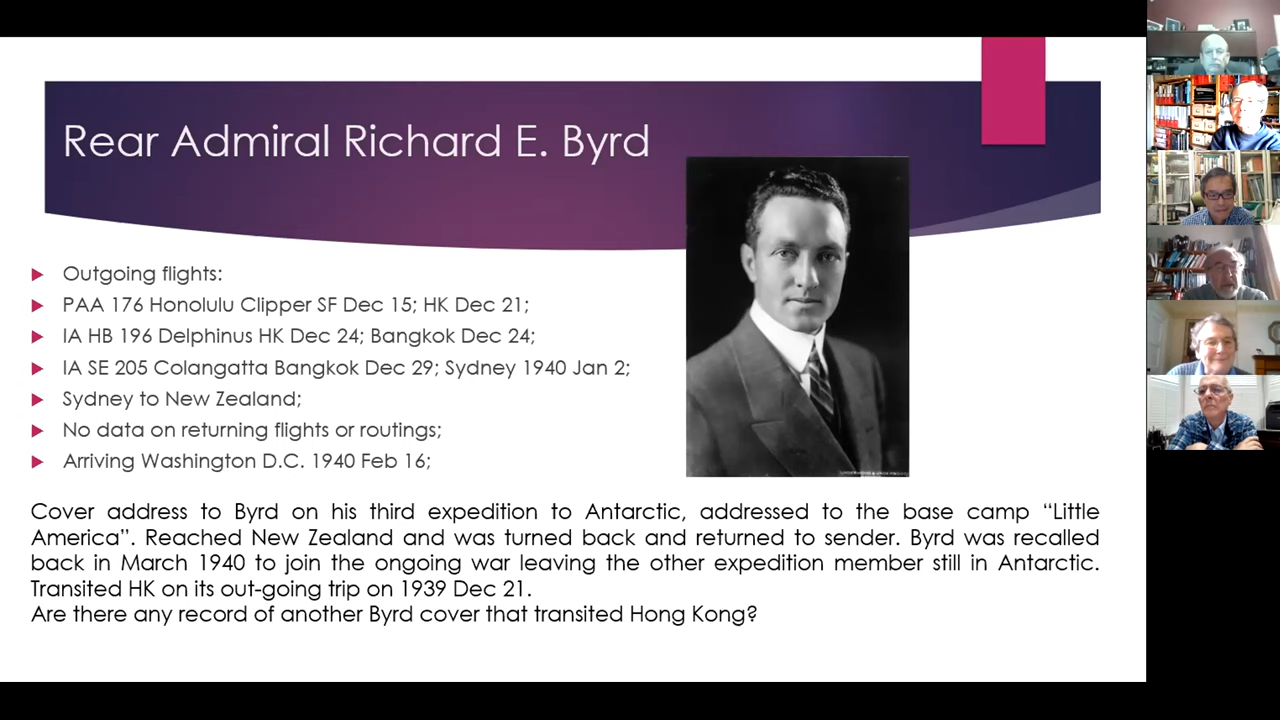 Rear Admiral Richard E. Byrd
Outgoing flights:
PAA 176 Honolulu Clipper SF Dec 15; HK Dec 21;
IA HB 196 Delphinus HK Dec 24; Bangkok Dec 24;
IA SE 205 Colangatta Bangkok Dec 29; Sydney 1940 Jan 2;
Sydney to New Zealand;
No data on returning flights or routings;
Arriving Washington D.C. 1940 Feb 16;
Cover address to Byrd on his third expedition to Antarctic, addressed to the base camp “Little
America”. Reached New Zealand and was turned back and returned to sender. Byrd was recalled
back in March 1940 to join the ongoing war leaving the other expedition member still in Antarctic.
Transited HK on its out-going trip on 1939 Dec 21.
Are there any record of another Byrd cover that transited Hong Kong?